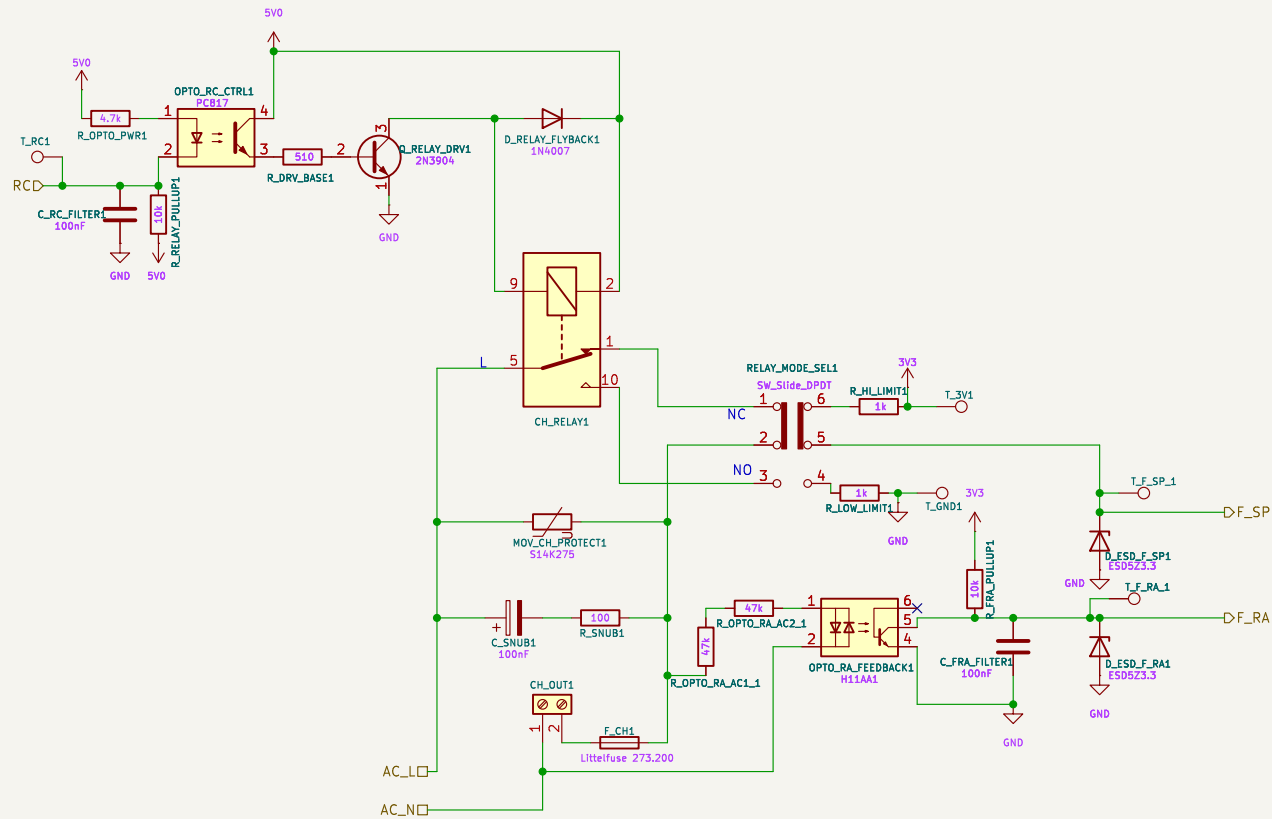 5V0
5V0
OPTO_RC_CTRL1
PC817
4.7k
R_OPTO_PWR1
1
4
2
3
T_RC1
RC
510
R_DRV_BASE1
2
3
1
Q_RELAY_DRV1
2N3904
GND
D_RELAY_FLYBACK1
1N4007
C_RC_FILTER1
100nF
GND
10k
R_RELAY_PULLUP1
5V0
9
2
5
1
10
L
CH_RELAY1
RELAY_MODE_SEL1
SW_Slide_DPDT
NC
NO
1
6
2
5
3
4
R_HI_LIMIT1
1k
3V3
T_3V1
1k
R_LOW_LIMIT1
GND
T_GND1
3V3
T_F_SP_1
F_SP
D_ESD_F_SP1
ESD5Z3.3
GND
T_F_RA_1
MOV_CH_PROTECT1
S14K275
C_SNUB1
100nF
100
R_SNUB1
47k
R_OPTO_RA_AC2_1
47k
R_OPTO_RA_AC1_1
1
2
6
5
4
OPTO_RA_FEEDBACK1
H11AA1
10k
R_FRA_PULLUP1
C_FRA_FILTER1
100nF
GND
F_RA
D_ESD_F_RA1
ESD5Z3.3
GND
CH_OUT1
1
2
F_CH1
Littelfuse 273.200
AC_L
AC_N